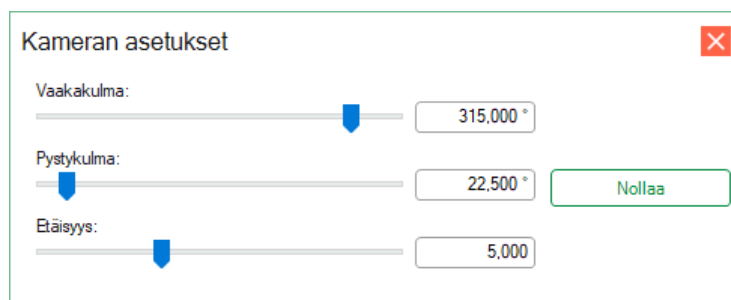 Kameran asetukset
Vaakakulma:
315,000 °
Pystykulma:
22,500 °
Nollaa
Etäisyys:
5,000